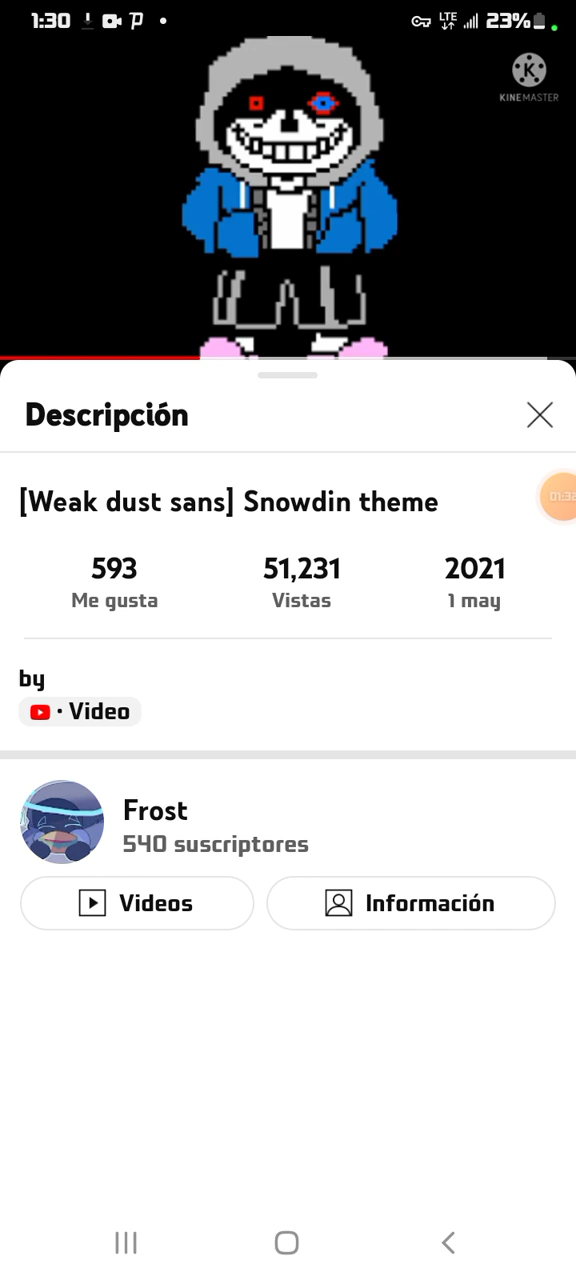 1:30
LTE
23%
K
KINEMASTER
Descripción
[Weak dust sans] Snowdin theme
593
51,231
2021
Me gusta
Vistas
1 may
by
· Video
Frost
540 suscriptores
Videos
Información